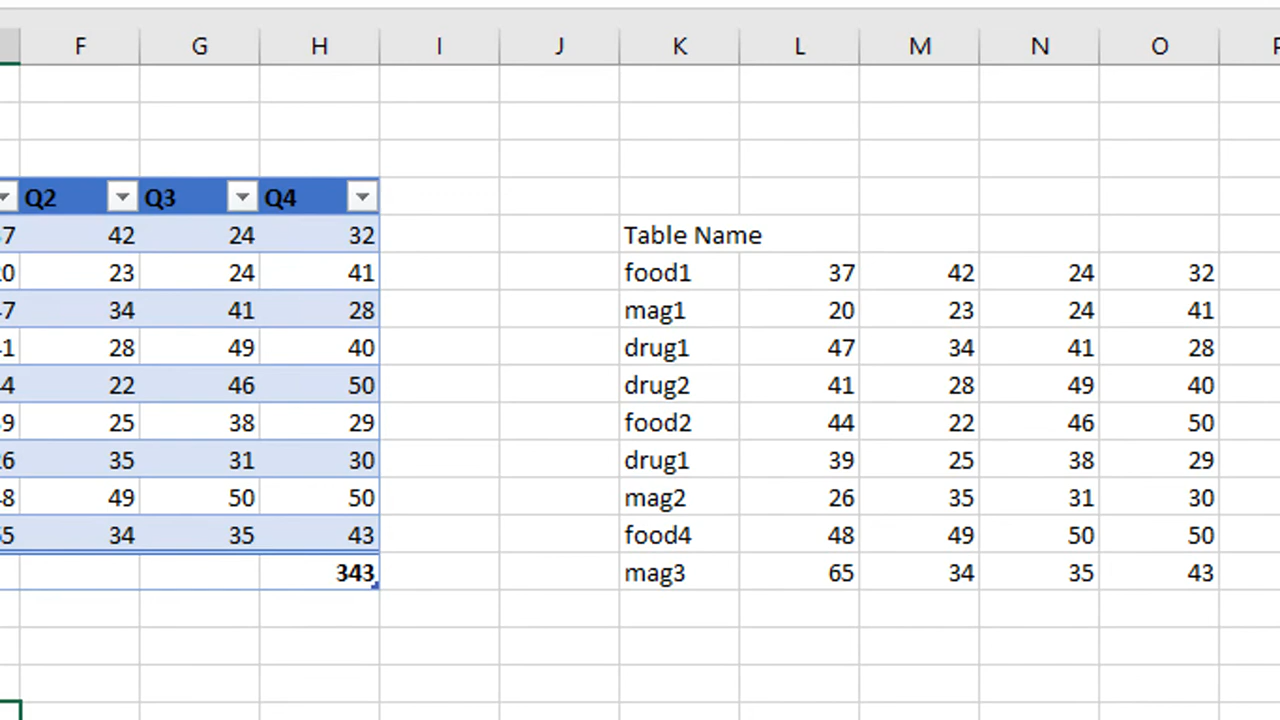 F G H I J K L M N O
Q2 Q3 Q4
7 42 24 32 Table Name
0 23 24 41 food1 37 42 24 32
7 34 41 28 mag1 20 23 24 41
1 28 49 40 drug1 47 34 41 28
4 22 46 50 drug2 41 28 49 40
9 25 38 29 food2 44 22 46 50
6 35 31 30 drug1 39 25 38 29
8 49 50 50 mag2 26 35 31 30
5 34 35 43 food4 48 49 50 50
343 mag3 65 34 35 43